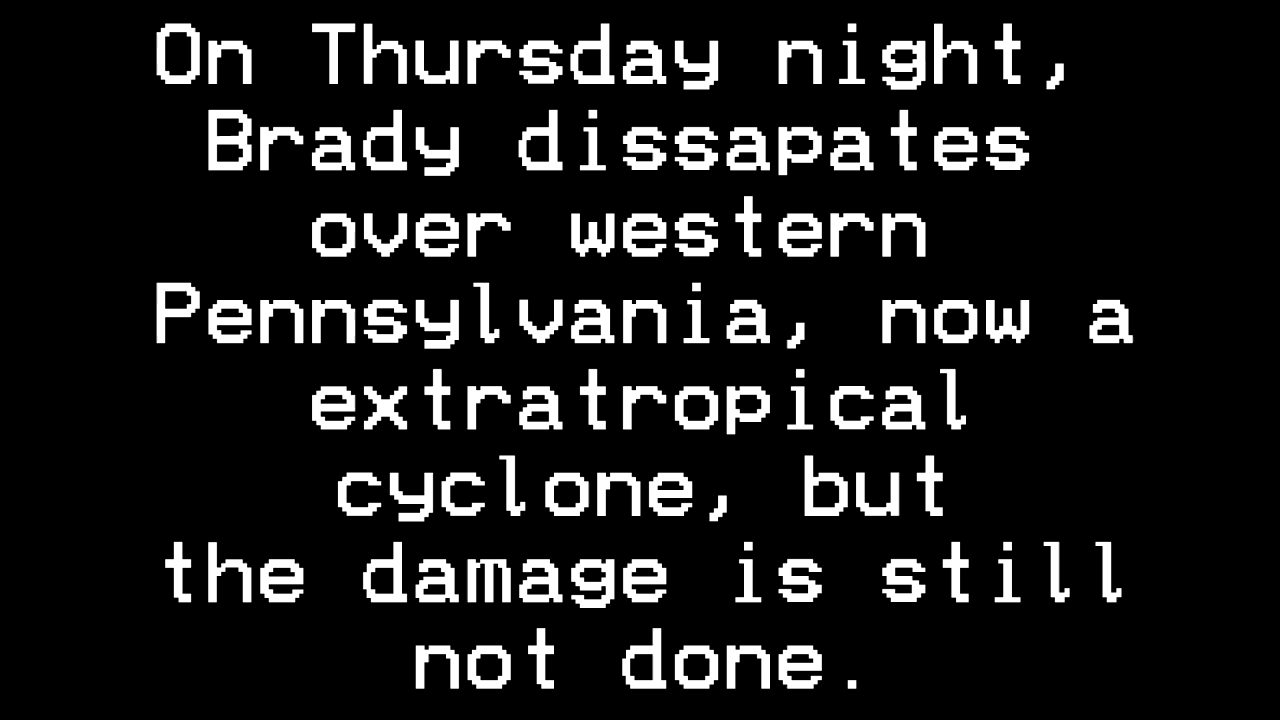 On Thursday night,
Brady dissapates
over western
Pennsylvania, now a
extratropical
cyclone, but
the damage is still
not done.